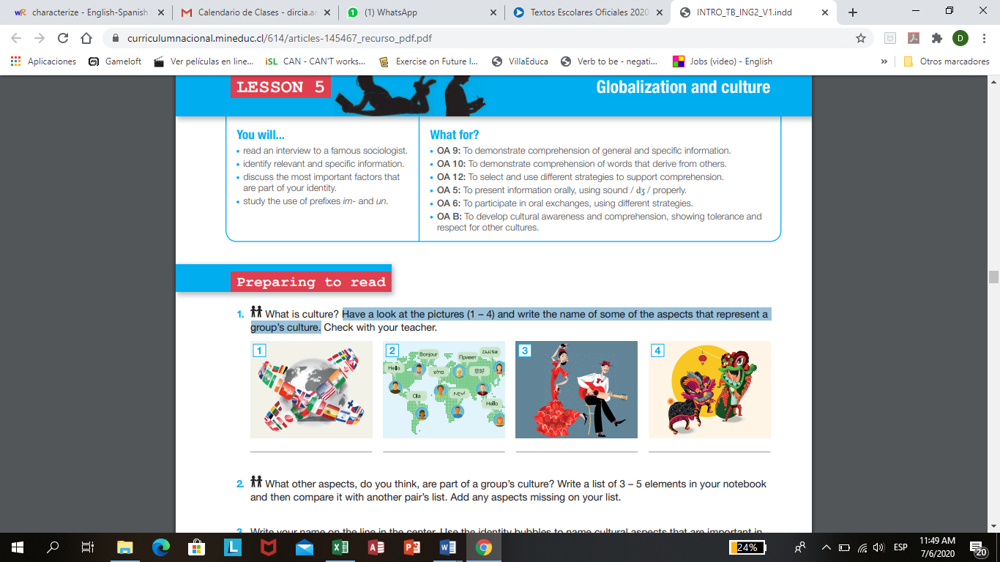 characterize - English-Spanish
Calendario de Clases - dircia.ar
(1) WhatsApp
Textos Escolares Oficiales 2020
INTRO_TB_ING2_V1.indd
curriculumnacional.mineduc.cl/614/articles-145467_recurso_pdf.pdf
D
Aplicaciones
Gameloft
Ver películas en line...
iSL
CAN - CAN'T works...
Exercise on Future I...
VillaEduca
Verb to be - negati...
Jobs (video) - English
»
Otros marcadores
LESSON 5
Globalization and culture
You will...
• read an interview to a famous sociologist.
• identify relevant and specific information.
• discuss the most important factors that
are part of your identity.
• study the use of prefixes im- and un.
What for?
• OA 9: To demonstrate comprehension of general and specific information.
• OA 10: To demonstrate comprehension of words that derive from others.
• OA 12: To select and use different strategies to support comprehension.
• OA 5: To present information orally, using sound / dʒ / properly.
• OA 6: To participate in oral exchanges, using different strategies.
• OA B: To develop cultural awareness and comprehension, showing tolerance and
respect for other cultures.
Preparing to read
1. What is culture? Have a look at the pictures (1 – 4) and write the name of some of the aspects that represent a
group's culture. Check with your teacher.
1
2
Bonjour
Привет
こんにちは
Hello
שלום
您好
Olá
Hello
3
4
2. What other aspects, do you think, are part of a group's culture? Write a list of 3 – 5 elements in your notebook
and then compare it with another pair's list. Add any aspects missing on your list.
3. Write your name on the line in the center. Use the identity bubbles to name cultural aspects that are important in
24%
ESP
11:49 AM
7/6/2020
20